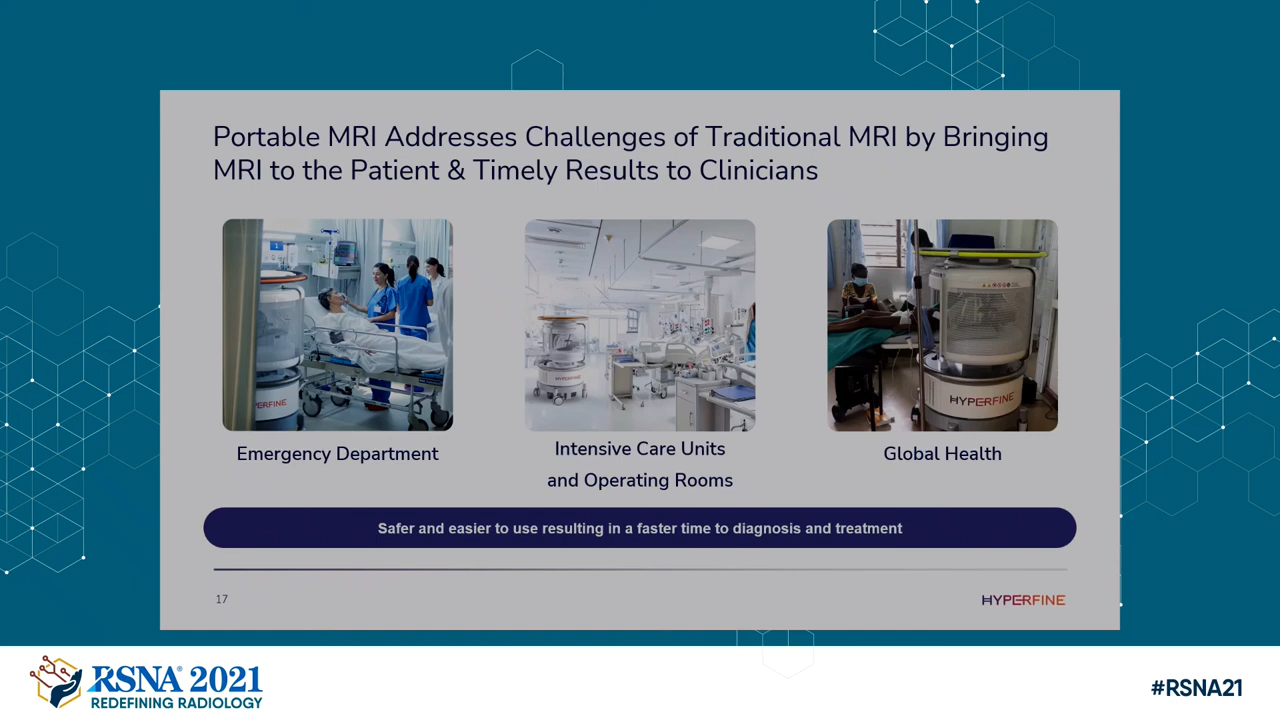 Portable MRI Addresses Challenges of Traditional MRI by Bringing
MRI to the Patient & Timely Results to Clinicians
HYPERFINE
HYPERFINE
Emergency Department
Intensive Care Units
and Operating Rooms
Global Health
Safer and easier to use resulting in a faster time to diagnosis and treatment
17
HYPERFINE
RSNA® 2021
REDEFINING RADIOLOGY
#RSNA21